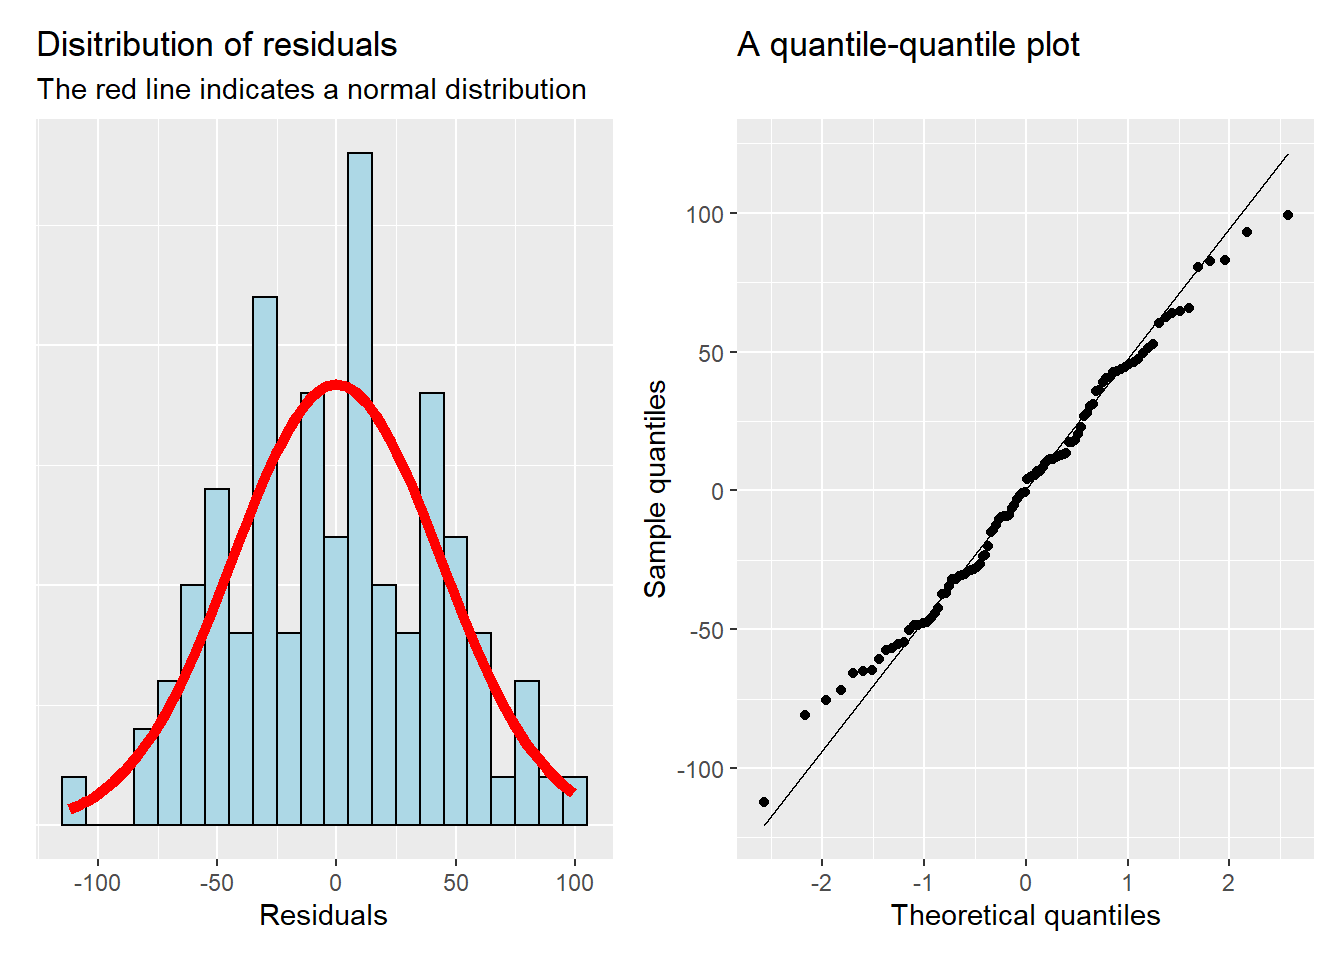 Disitribution of residuals
The red line indicates a normal distribution
-100
-50
0
50
100
Residuals
A quantile-quantile plot
Sample quantiles
100
50
0
-50
-100
-2
-1
0
1
2
Theoretical quantiles